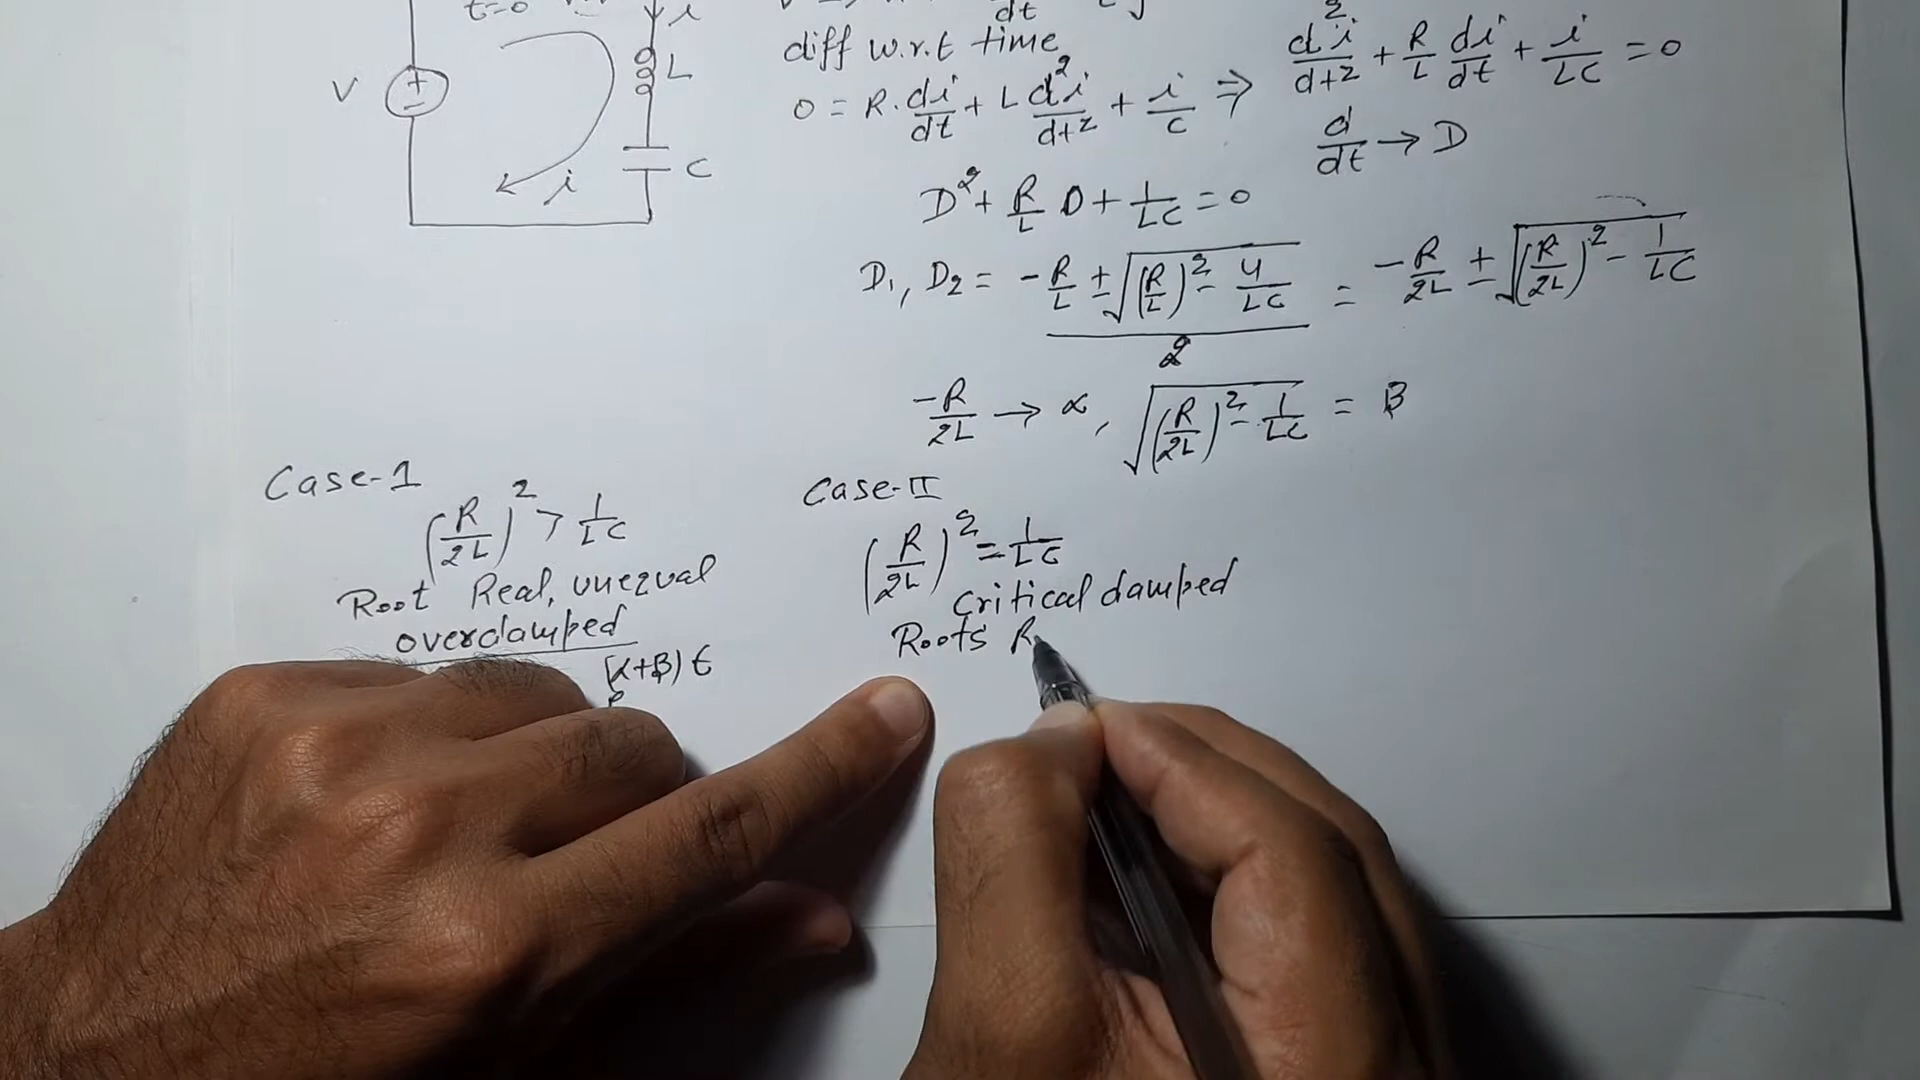 t=0
i
L
V
+
-
C
i
dt
diff w.r.t time
0 = R. di/dt + L d²i/dt² + i/C ⇒ d²i/dt² + R/L di/dt + i/LC = 0
d/dt → D
D² + R/L D + 1/LC = 0
D₁, D₂ = (-R/L ± √((R/L)² - 4/LC))/2 = -R/2L ± √((R/2L)² - 1/LC)
-R/2L → α, √((R/2L)² - 1/LC) = β
Case-1
(R/2L)² > 1/LC
Root Real, unequal
overdamped
(α+β)t
Case-II
(R/2L)² = 1/LC
Critical damped
Roots R